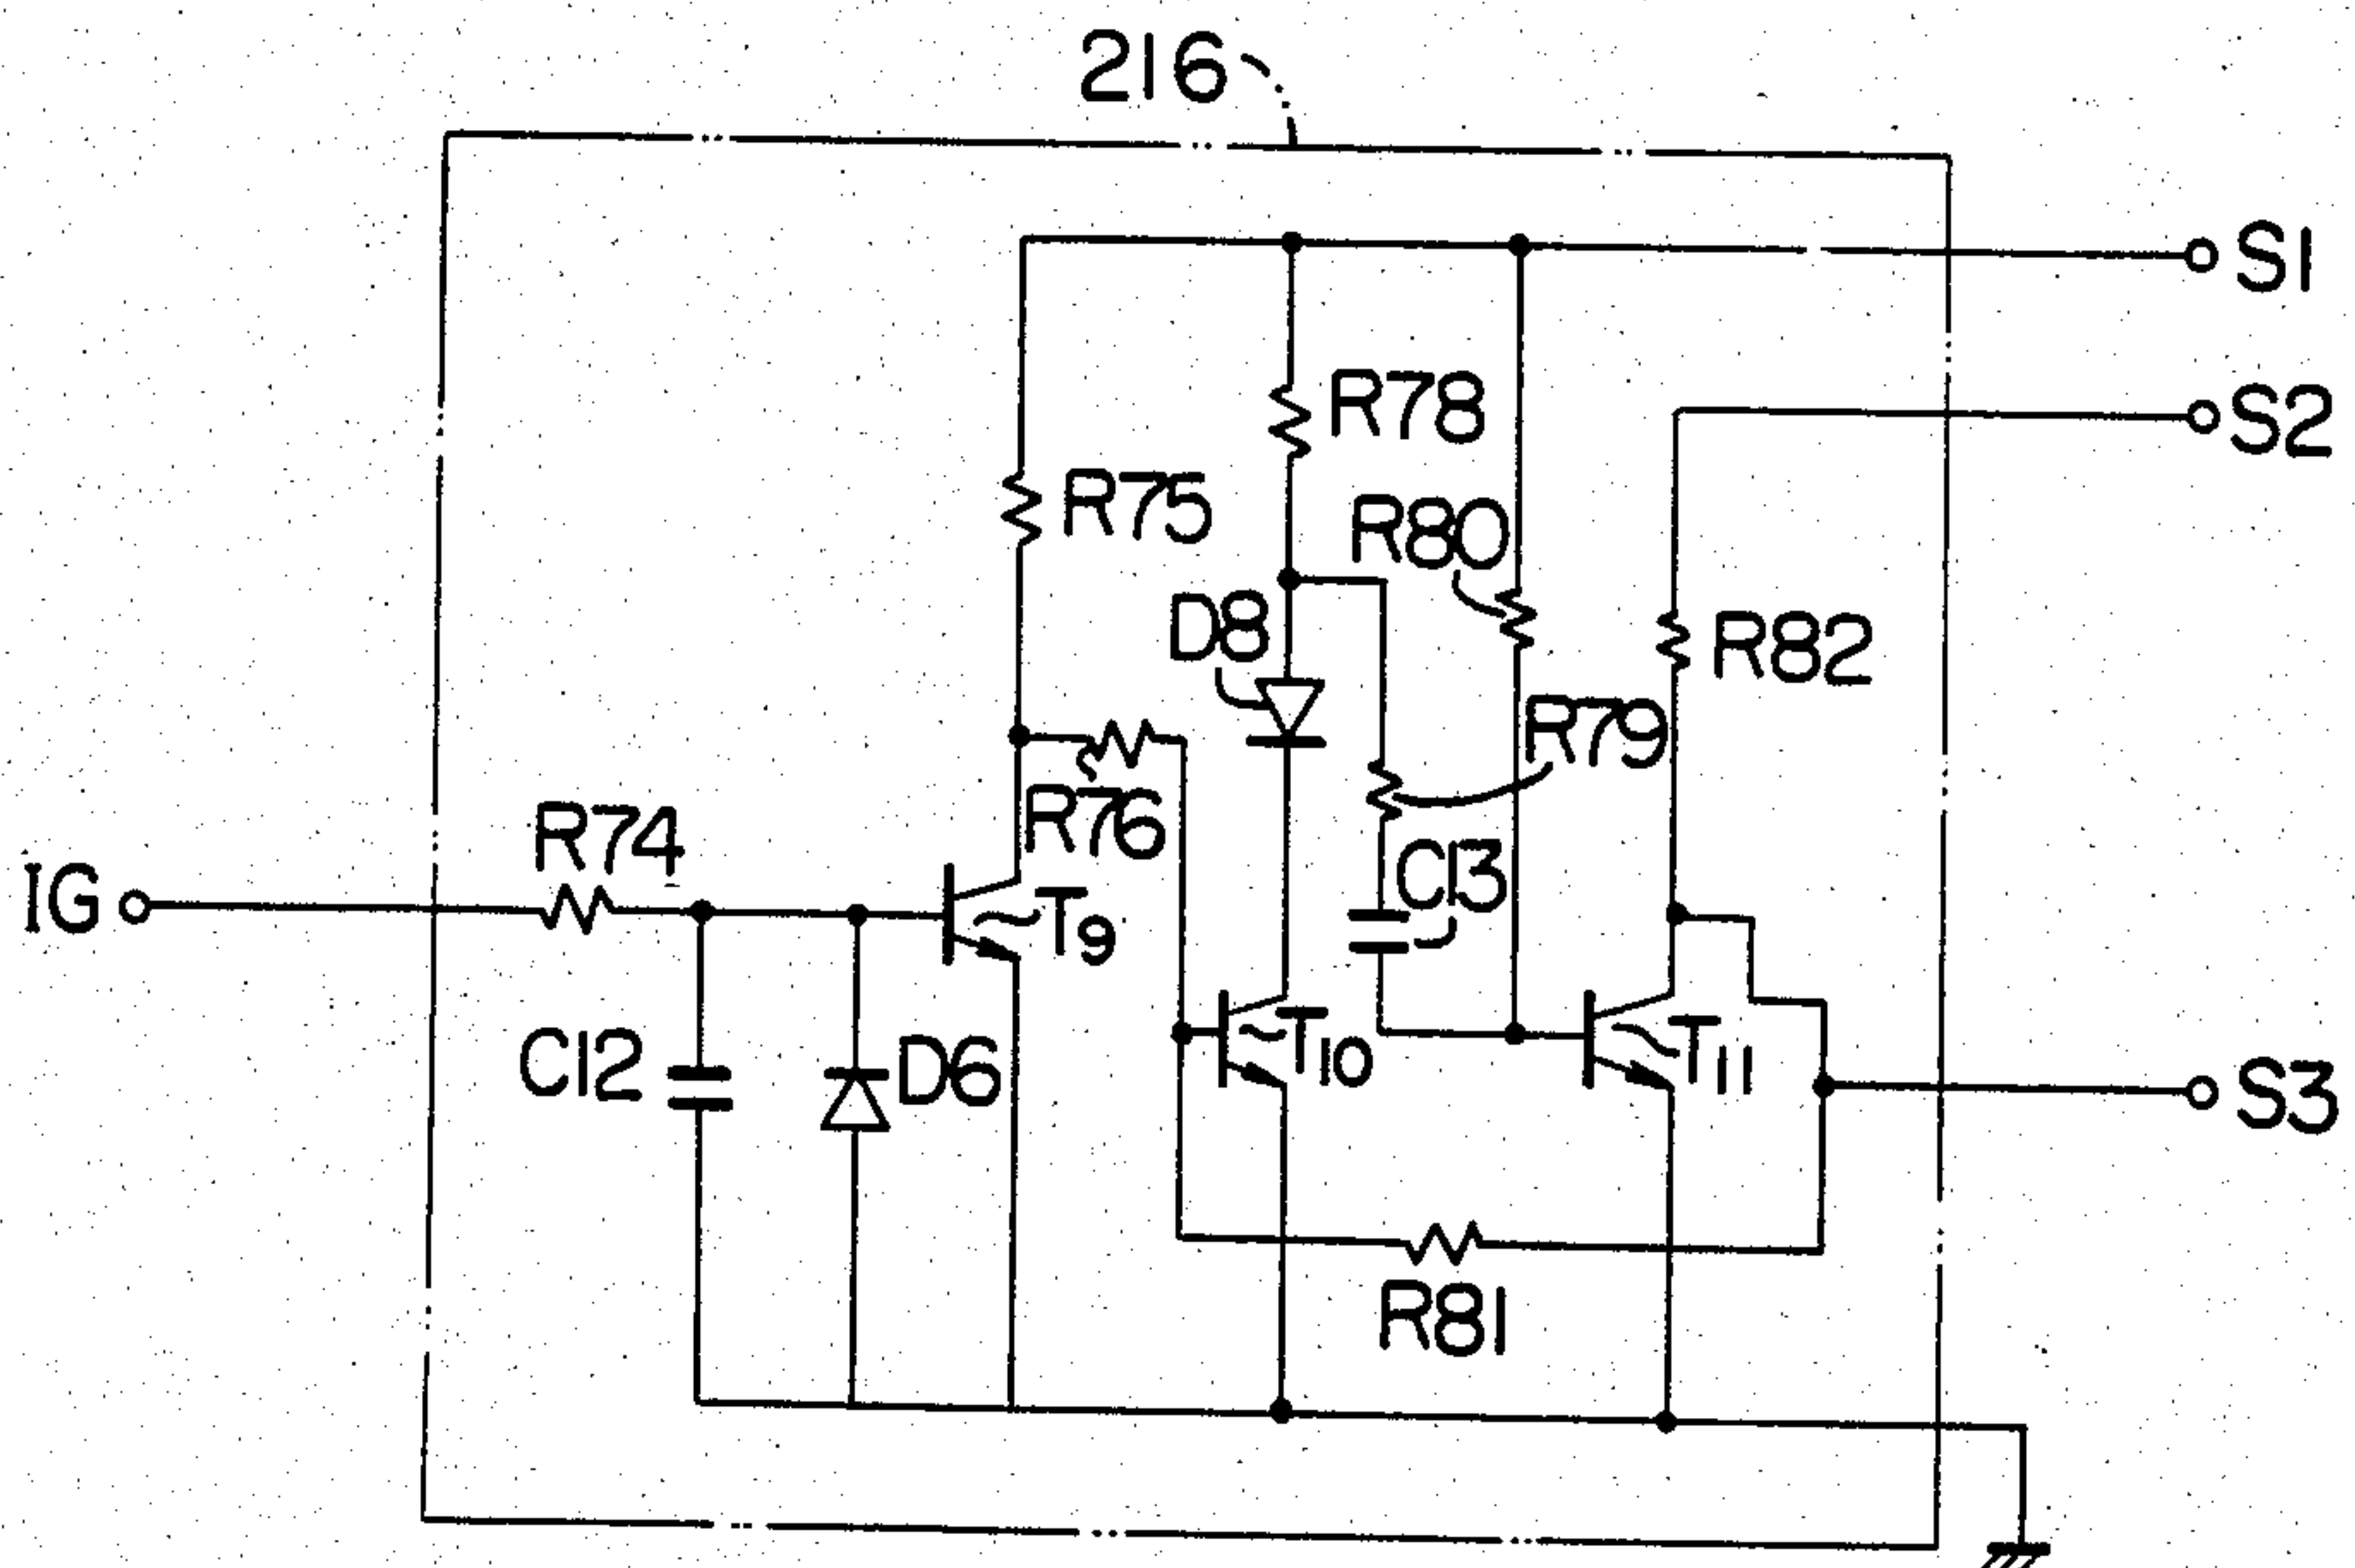 216
S1
S2
R78
R75
R80
D8
R82
R79
R74
R76
IG
C13
T9
C12
D6
T10
T11
S3
R81